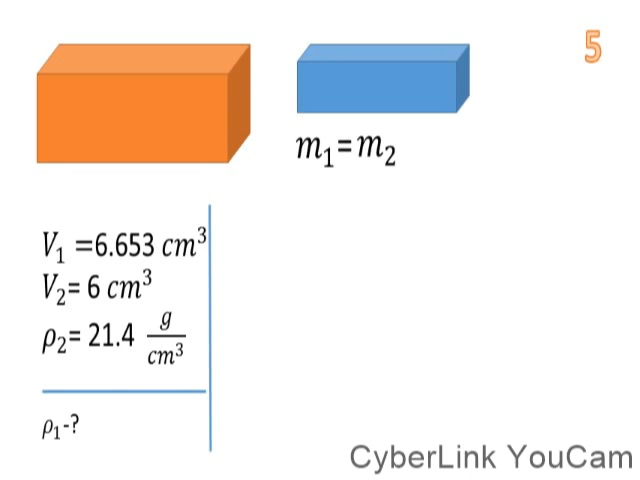 5
m₁=m₂
V₁ =6.653 cm³
V₂= 6 cm³
ρ₂= 21.4 g/cm³
ρ₁-?
CyberLink YouCam